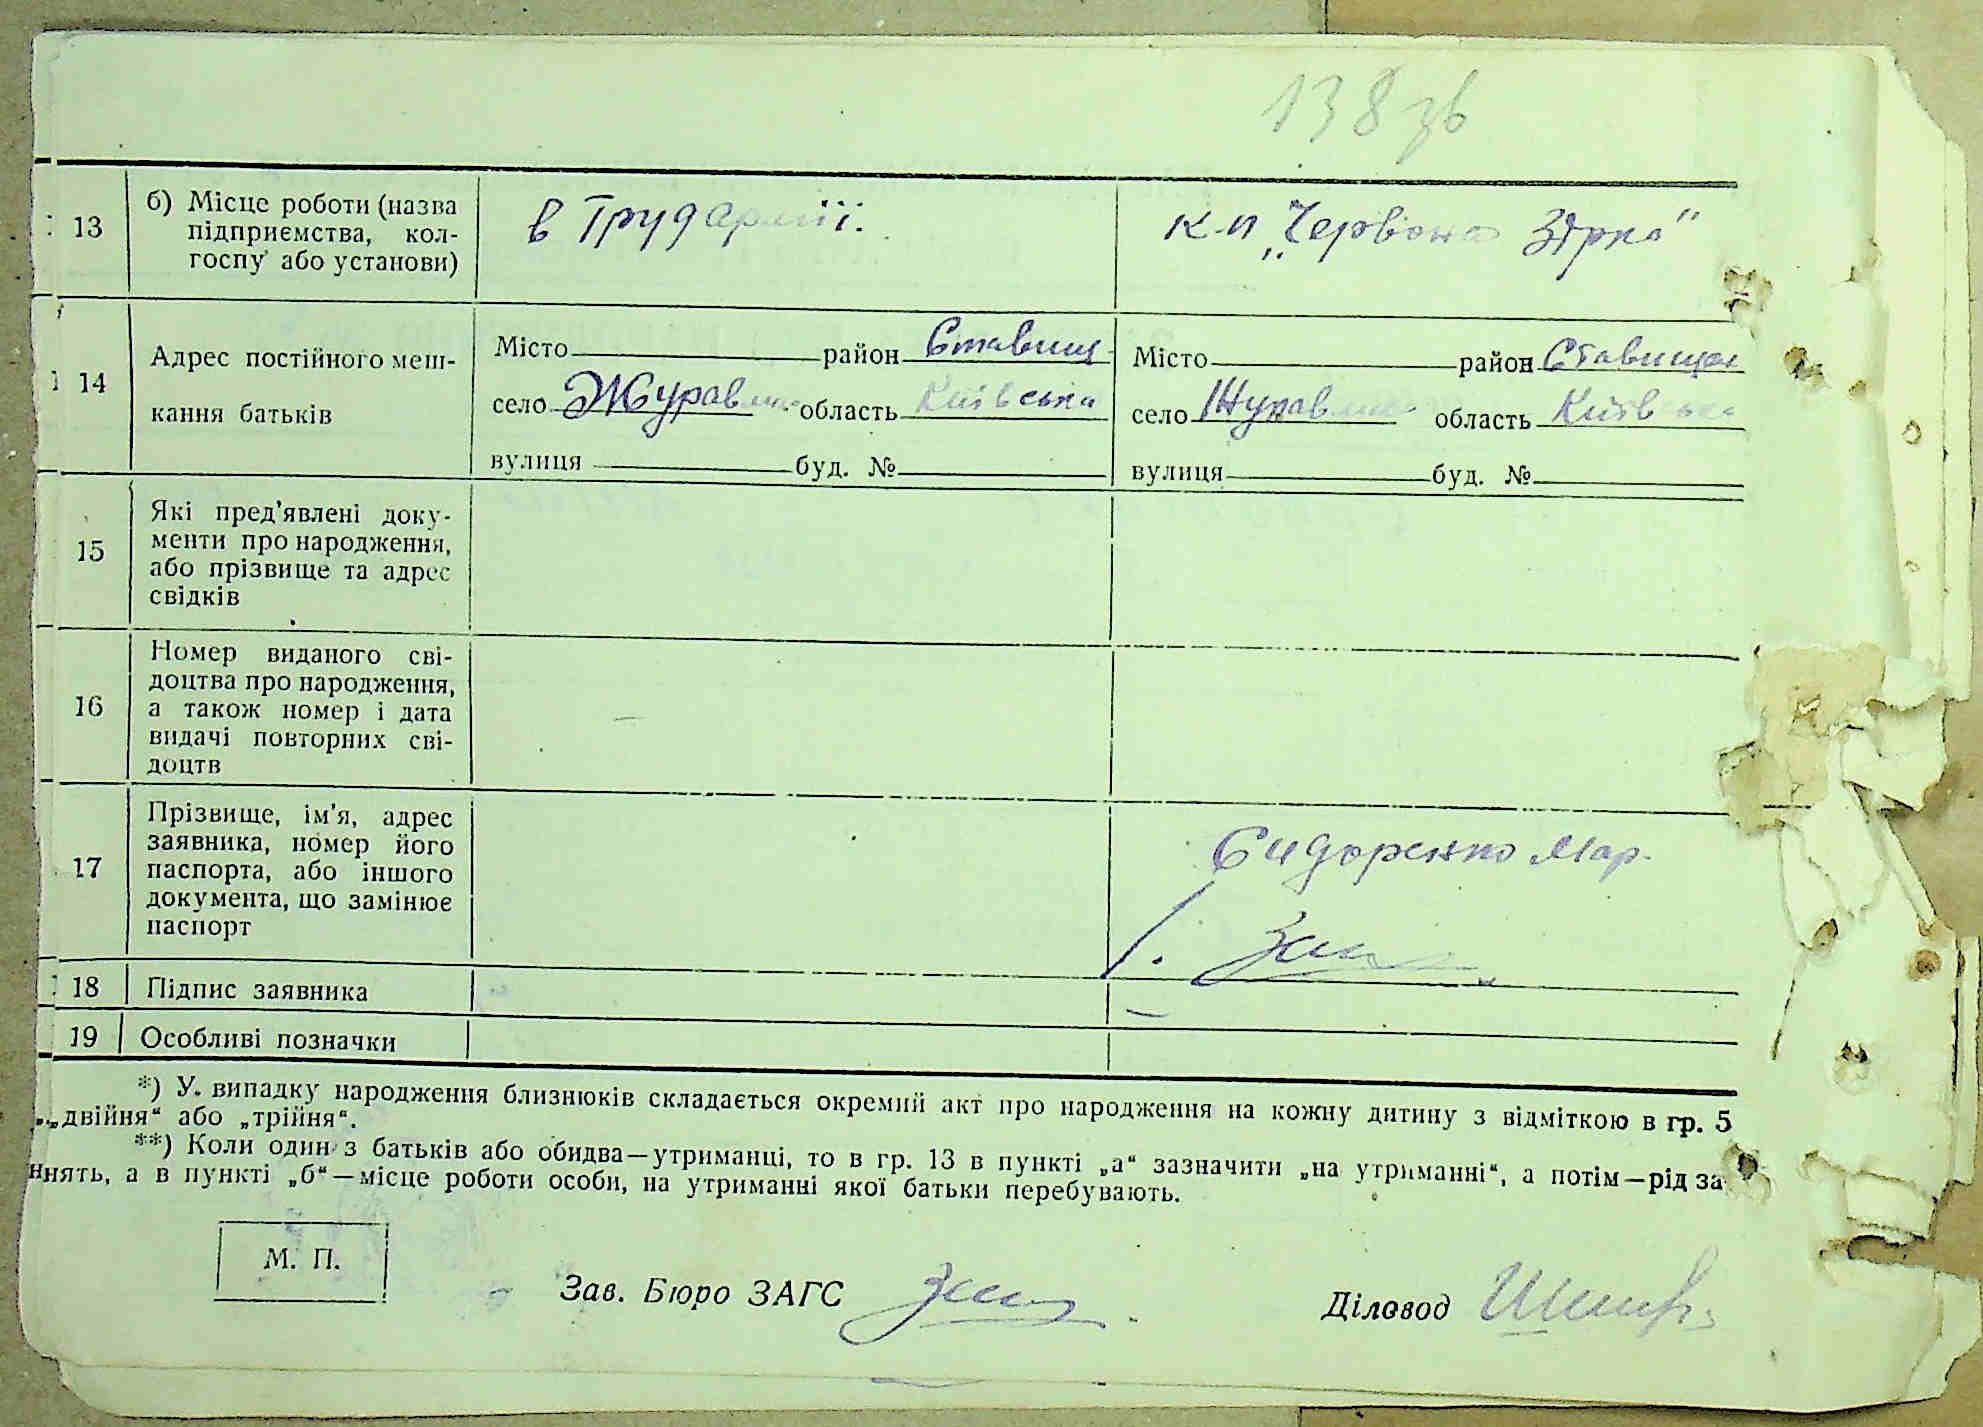 138 зв
13
б) Місце роботи (назва
підприємства, кол-
госпу або установи)
в Трудармії.
к-п „Червона Зірка"
14
Адрес постійного меш-
кання батьків
Місто район Ставищ
село Журав область Київська
вулиця буд. №
Місто район Ставище
село Журав область Київська
вулиця буд. №
15
Які пред'явлені доку-
менти про народження,
або прізвище та адрес
свідків
16
Номер виданого сві-
доцтва про народження,
а також номер і дата
видачі повторних сві-
доцтв
17
Прізвище, ім'я, адрес
заявника, номер його
паспорта, або іншого
документа, що замінює
паспорт
Сидоренко Мар.
18 Підпис заявника
19 Особливі позначки
*) У випадку народження близнюків складається окремий акт про народження на кожну дитину з відміткою в гр. 5
„двійня“ або „трійня“.
**) Коли один з батьків або обидва—утриманці, то в гр. 13 в пункті „а“ зазначити „на утриманні“, а потім—рід за
нять, а в пункті „б“—місце роботи особи, на утриманні якої батьки перебувають.
М. П.
Зав. Бюро ЗАГС
Діловод